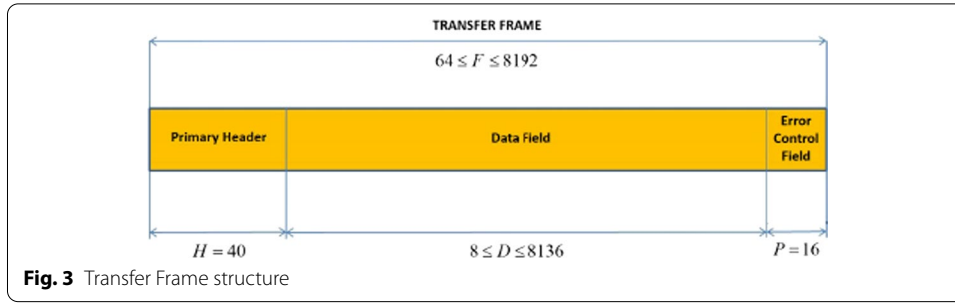 TRANSFER FRAME
64 ≤ F ≤ 8192
Primary Header
Data Field
Error
Control
Field
H = 40
8 ≤ D ≤ 8136
P = 16
Fig. 3 Transfer Frame structure